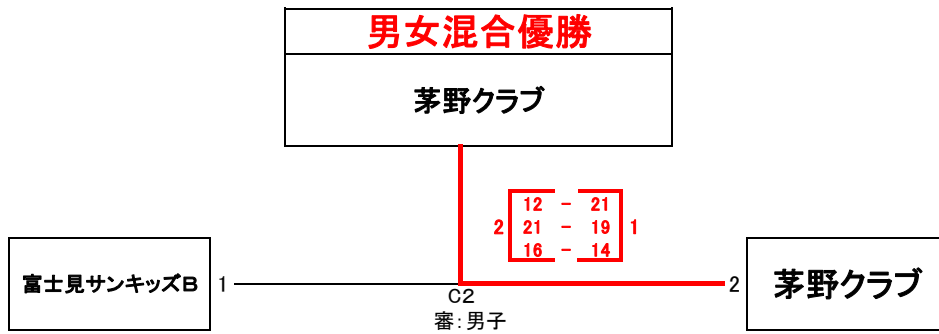 男女混合優勝
茅野クラブ
12 - 21
2 21 - 19 1
16 - 14
富士見サンキッズB 1
2 茅野クラブ
C2
審:男子